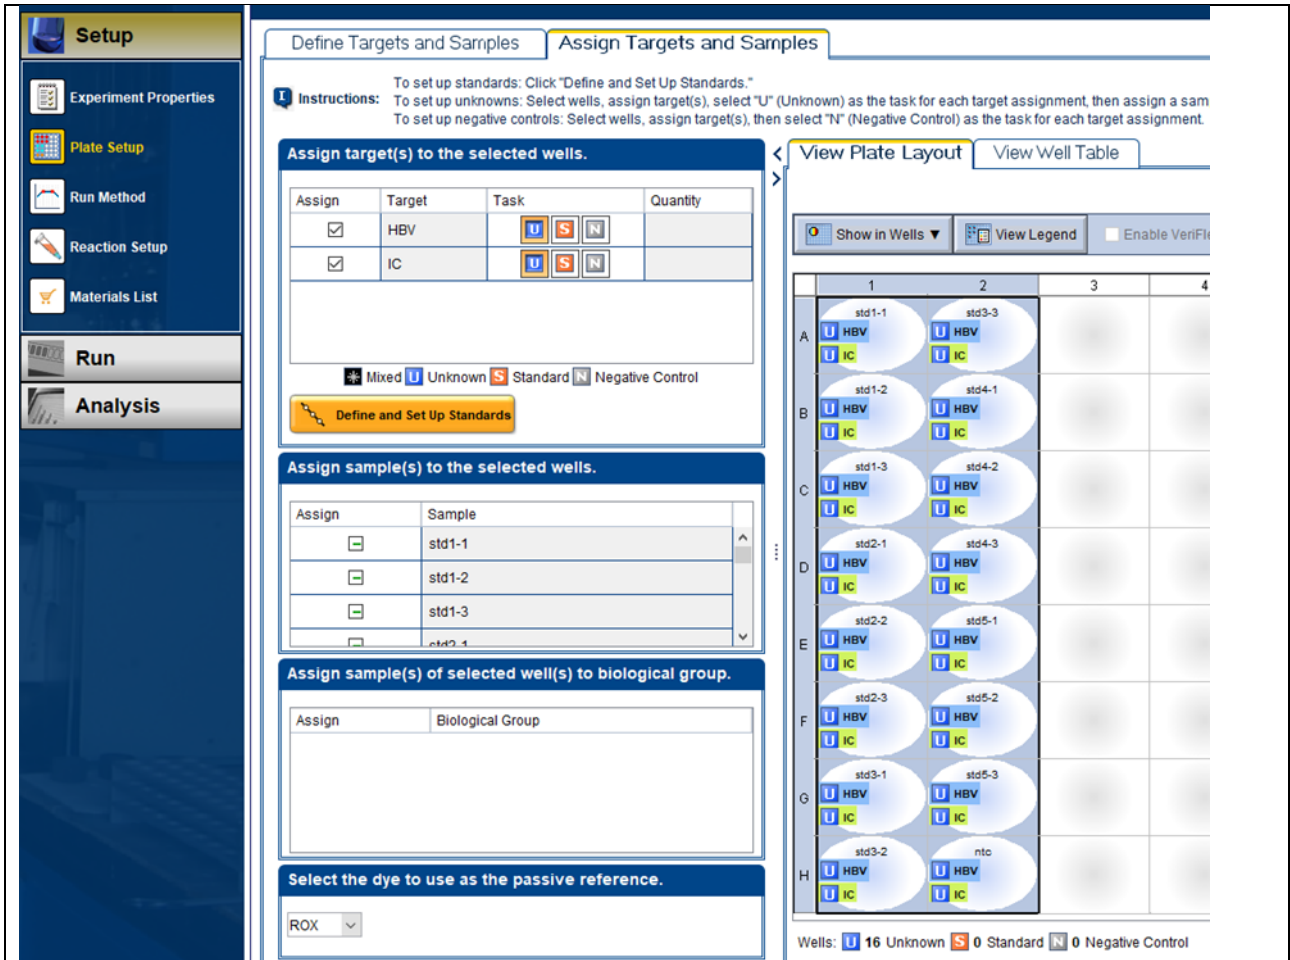 Setup
Experiment Properties
Plate Setup
Run Method
Reaction Setup
Materials List
Run
Analysis
Define Targets and Samples
Assign Targets and Samples
Instructions:
To set up standards: Click "Define and Set Up Standards."
To set up unknowns: Select wells, assign target(s), select "U" (Unknown) as the task for each target assignment, then assign a sam
To set up negative controls: Select wells, assign target(s), then select "N" (Negative Control) as the task for each target assignment.
Assign target(s) to the selected wells.
Assign Target Task Quantity
HBV U S N
IC U S N
Mixed U Unknown S Standard N Negative Control
Define and Set Up Standards
Assign sample(s) to the selected wells.
Assign Sample
std1-1
std1-2
std1-3
std2-1
Assign sample(s) of selected well(s) to biological group.
Assign Biological Group
Select the dye to use as the passive reference.
ROX
View Plate Layout View Well Table
Show in Wells ▼ View Legend Enable VeriFle
1 2 3 4
std1-1 std3-3
A U HBV U HBV
U IC U IC
std1-2 std4-1
B U HBV U HBV
U IC U IC
std1-3 std4-2
C U HBV U HBV
U IC U IC
std2-1 std4-3
D U HBV U HBV
U IC U IC
std2-2 std5-1
E U HBV U HBV
U IC U IC
std2-3 std5-2
F U HBV U HBV
U IC U IC
std3-1 std5-3
G U HBV U HBV
U IC U IC
std3-2 ntc
H U HBV U HBV
U IC U IC
Wells: U 16 Unknown S 0 Standard N 0 Negative Control